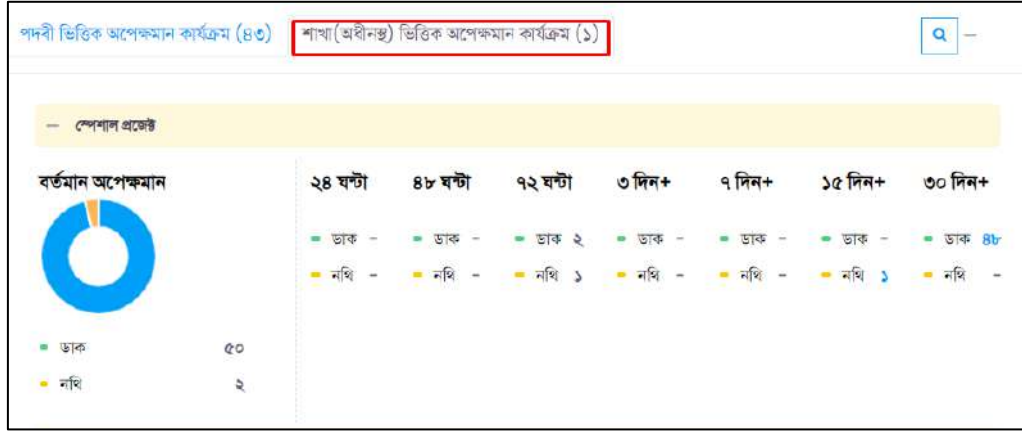 পদবী ভিত্তিক অপেক্ষমান কার্যক্রম (৪৩) শাখা(অধীনস্থ) ভিত্তিক অপেক্ষমান কার্যক্রম (১)
স্পেশাল প্রজেক্ট
বর্তমান অপেক্ষমান ২৪ ঘন্টা ৪৮ ঘন্টা ৭২ ঘন্টা ৩ দিন+ ৭ দিন+ ১৫ দিন+ ৩০ দিন+
ডাক - ডাক - ডাক ২ ডাক - ডাক - ডাক - ডাক ৪৮
নথি - নথি - নথি ১ নথি - নথি - নথি ১ নথি -
ডাক ৫০
নথি ২